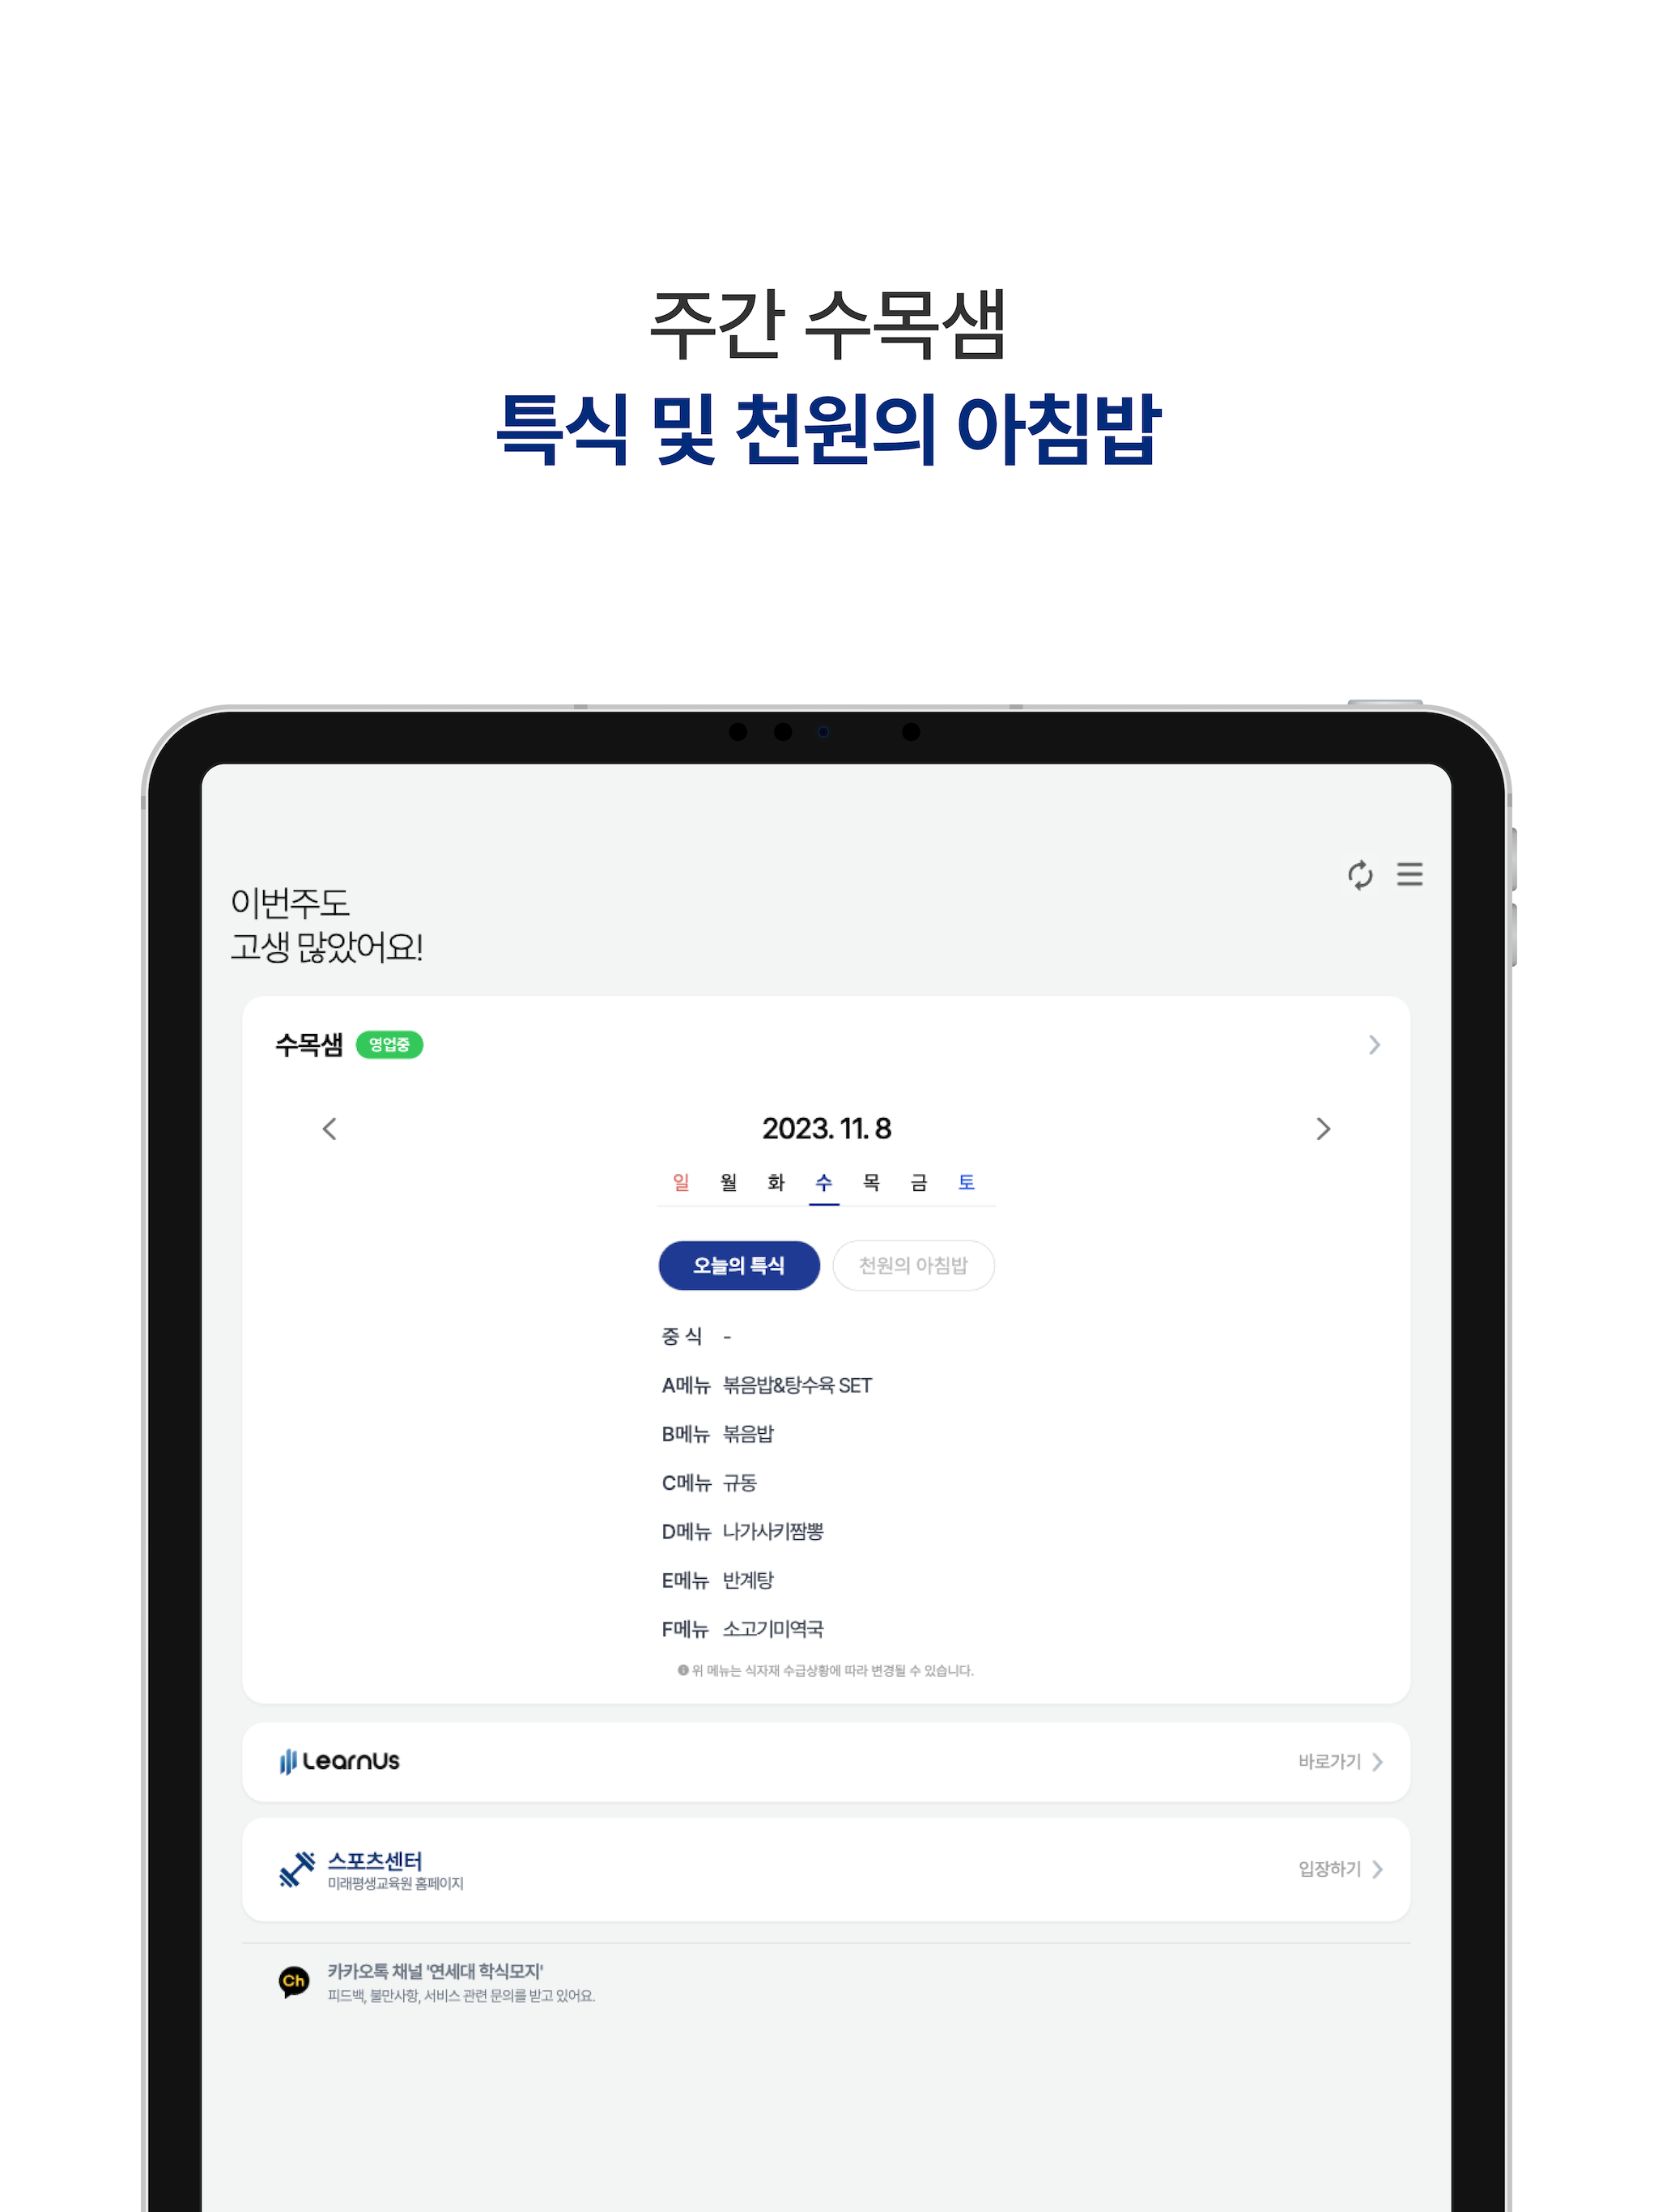 주간 수목샘
특식 및 천원의 아침밥
이번주도
고생 많았어요!
수목샘 영업중
2023. 11. 8
일 월 화 수 목 금 토
오늘의 특식 천원의 아침밥
중 식 -
A메뉴 볶음밥&탕수육 SET
B메뉴 볶음밥
C메뉴 규동
D메뉴 나가사키짬뽕
E메뉴 반계탕
F메뉴 소고기미역국
위 메뉴는 식자재 수급상황에 따라 변경될 수 있습니다.
LearnUs 바로가기
스포츠센터
미래평생교육원 홈페이지
입장하기
Ch 카카오톡 채널 '연세대 학식모지'
피드백, 불만사항, 서비스 관련 문의를 받고 있어요.